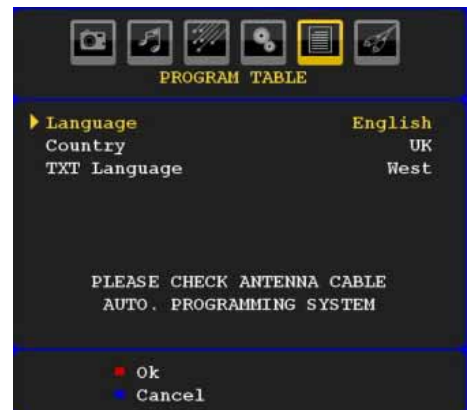 PROGRAM TABLE
Language English
Country UK
TXT Language West
PLEASE CHECK ANTENNA CABLE
AUTO. PROGRAMMING SYSTEM
Ok
Cancel